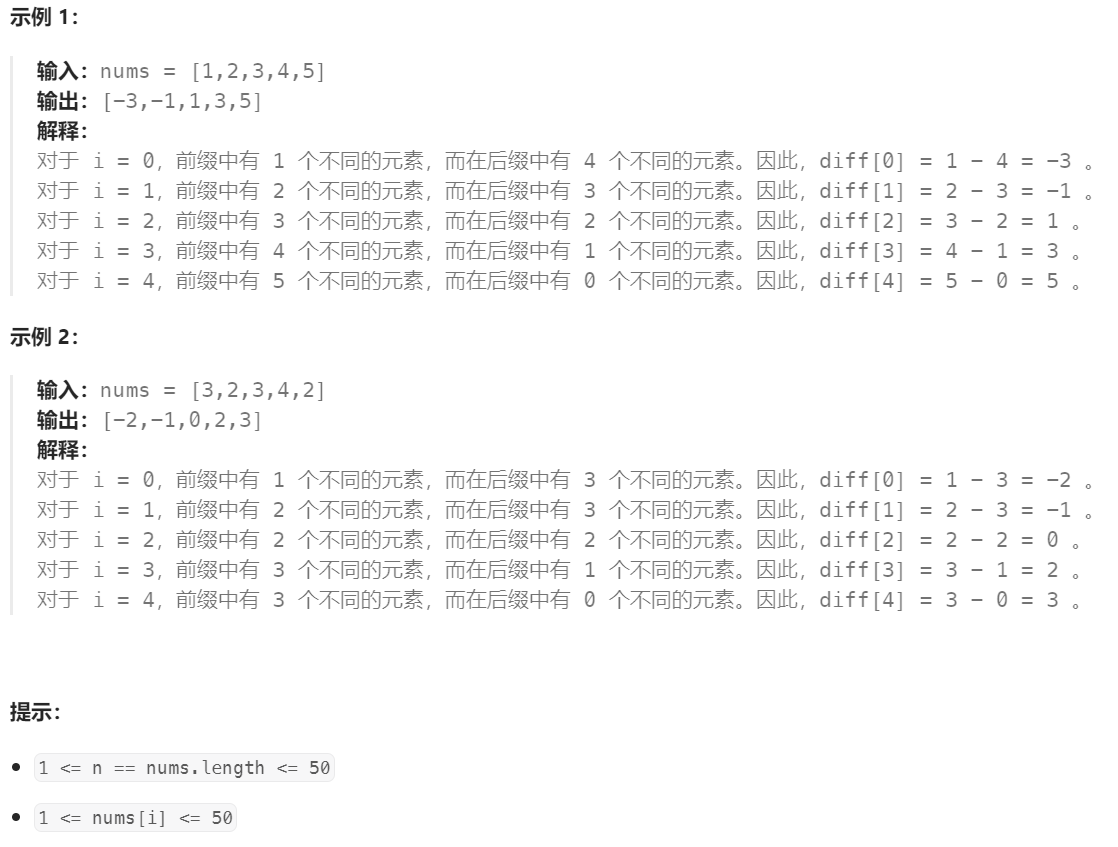 示例 1：
输入：nums = [1,2,3,4,5]
输出：[-3,-1,1,3,5]
解释：
对于 i = 0，前缀中有 1 个不同的元素，而在后缀中有 4 个不同的元素。因此，diff[0] = 1 - 4 = -3 。
对于 i = 1，前缀中有 2 个不同的元素，而在后缀中有 3 个不同的元素。因此，diff[1] = 2 - 3 = -1 。
对于 i = 2，前缀中有 3 个不同的元素，而在后缀中有 2 个不同的元素。因此，diff[2] = 3 - 2 = 1 。
对于 i = 3，前缀中有 4 个不同的元素，而在后缀中有 1 个不同的元素。因此，diff[3] = 4 - 1 = 3 。
对于 i = 4，前缀中有 5 个不同的元素，而在后缀中有 0 个不同的元素。因此，diff[4] = 5 - 0 = 5 。
示例 2：
输入：nums = [3,2,3,4,2]
输出：[-2,-1,0,2,3]
解释：
对于 i = 0，前缀中有 1 个不同的元素，而在后缀中有 3 个不同的元素。因此，diff[0] = 1 - 3 = -2 。
对于 i = 1，前缀中有 2 个不同的元素，而在后缀中有 3 个不同的元素。因此，diff[1] = 2 - 3 = -1 。
对于 i = 2，前缀中有 2 个不同的元素，而在后缀中有 2 个不同的元素。因此，diff[2] = 2 - 2 = 0 。
对于 i = 3，前缀中有 3 个不同的元素，而在后缀中有 1 个不同的元素。因此，diff[3] = 3 - 1 = 2 。
对于 i = 4，前缀中有 3 个不同的元素，而在后缀中有 0 个不同的元素。因此，diff[4] = 3 - 0 = 3 。
提示：
• 1 <= n == nums.length <= 50
• 1 <= nums[i] <= 50